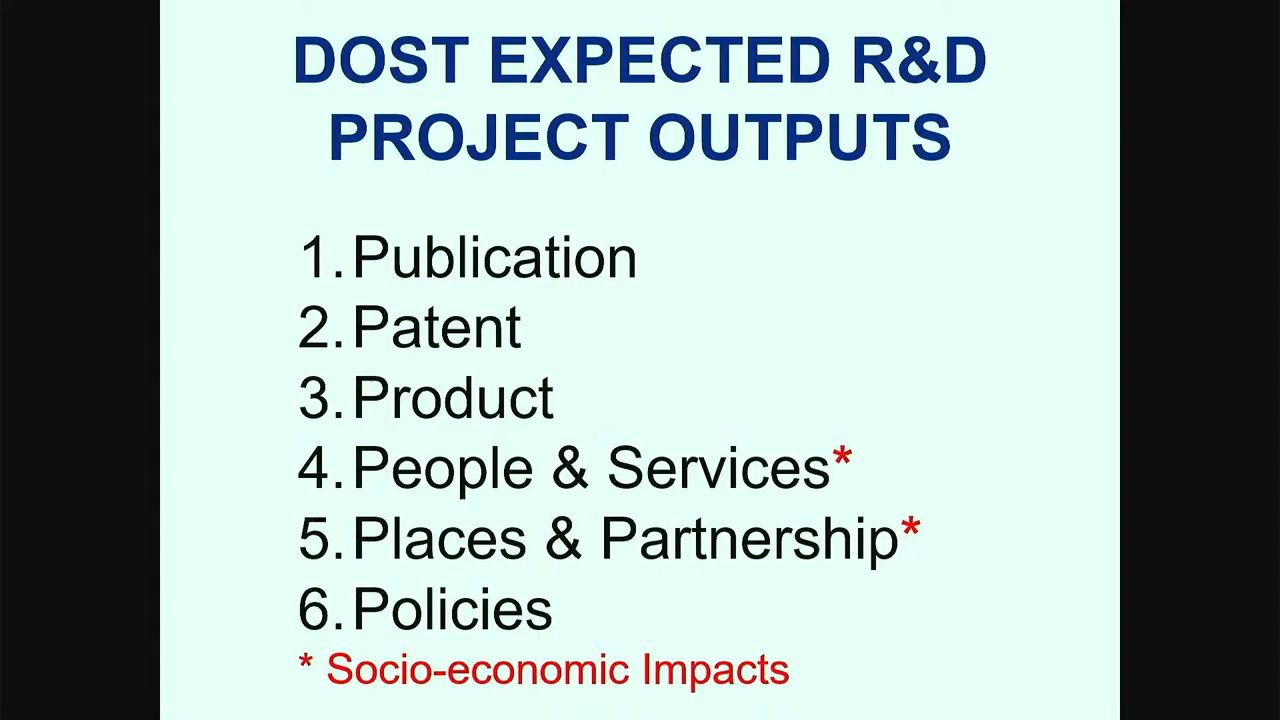 DOST EXPECTED R&D
PROJECT OUTPUTS
1. Publication
2. Patent
3. Product
4. People & Services*
5. Places & Partnership*
6. Policies
* Socio-economic Impacts